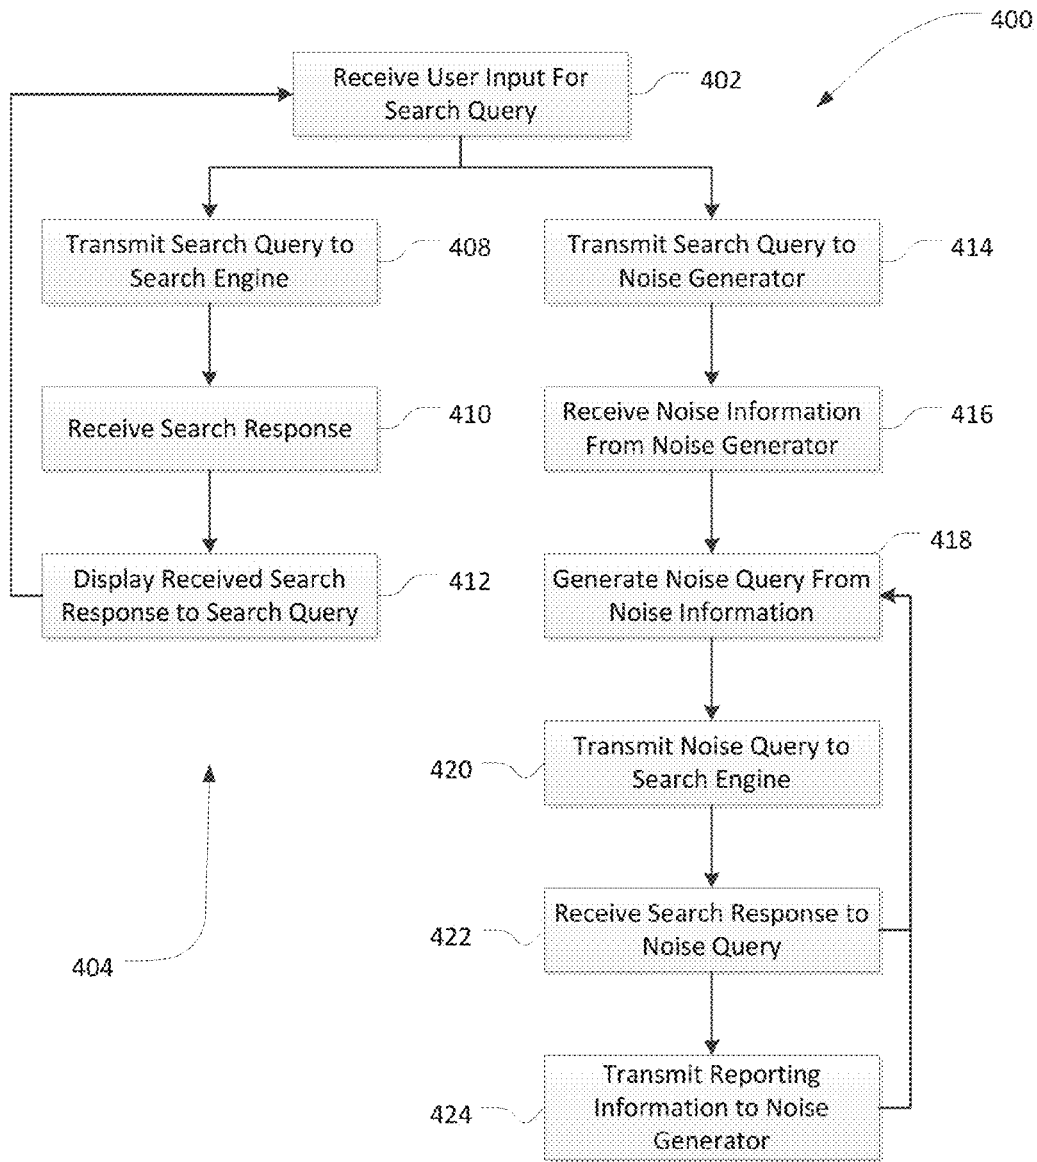 400
Receive User Input For
Search Query
402
Transmit Search Query to
Search Engine
408
Transmit Search Query to
Noise Generator
414
Receive Search Response
410
Receive Noise Information
From Noise Generator
416
Display Received Search
Response to Search Query
412
Generate Noise Query From
Noise Information
418
Transmit Noise Query to
Search Engine
420
Receive Search Response to
Noise Query
422
404
Transmit Reporting
Information to Noise
Generator
424